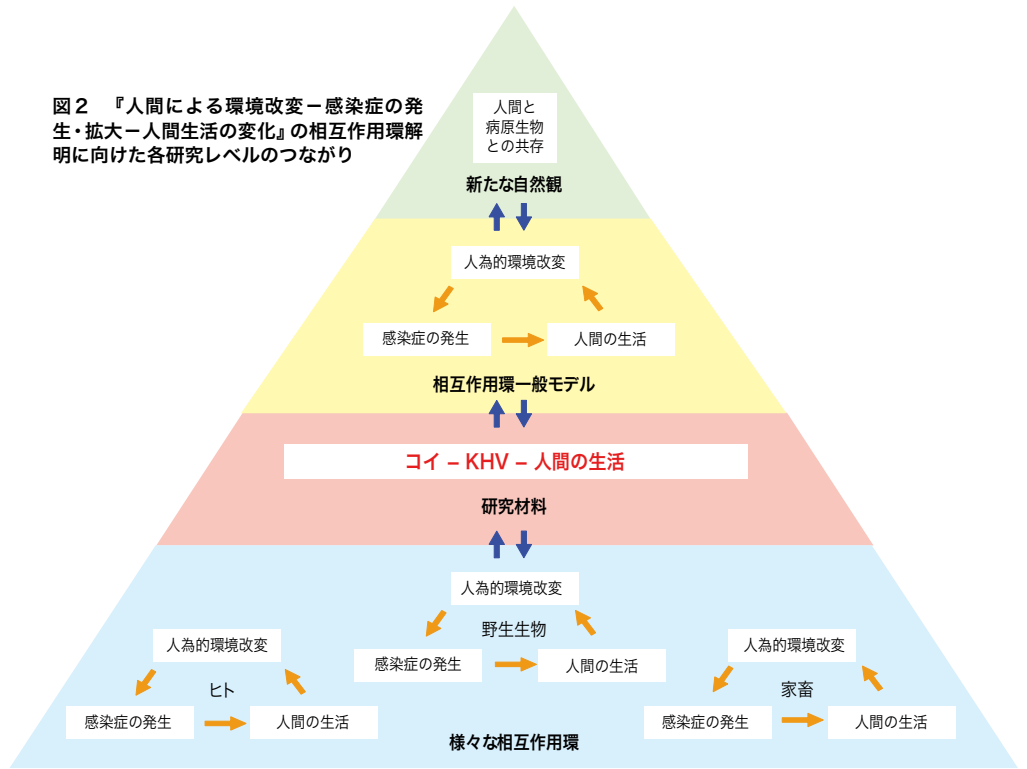 図2　『人間による環境改変－感染症の発
生・拡大－人間生活の変化』の相互作用環解
明に向けた各研究レベルのつながり
人間と
病原生物
との共存
新たな自然観
人為的環境改変
感染症の発生
人間の生活
相互作用環一般モデル
コイ － KHV － 人間の生活
研究材料
人為的環境改変
野生生物
感染症の発生
人間の生活
人為的環境改変
ヒト
感染症の発生
人間の生活
人為的環境改変
家畜
感染症の発生
人間の生活
様々な相互作用環